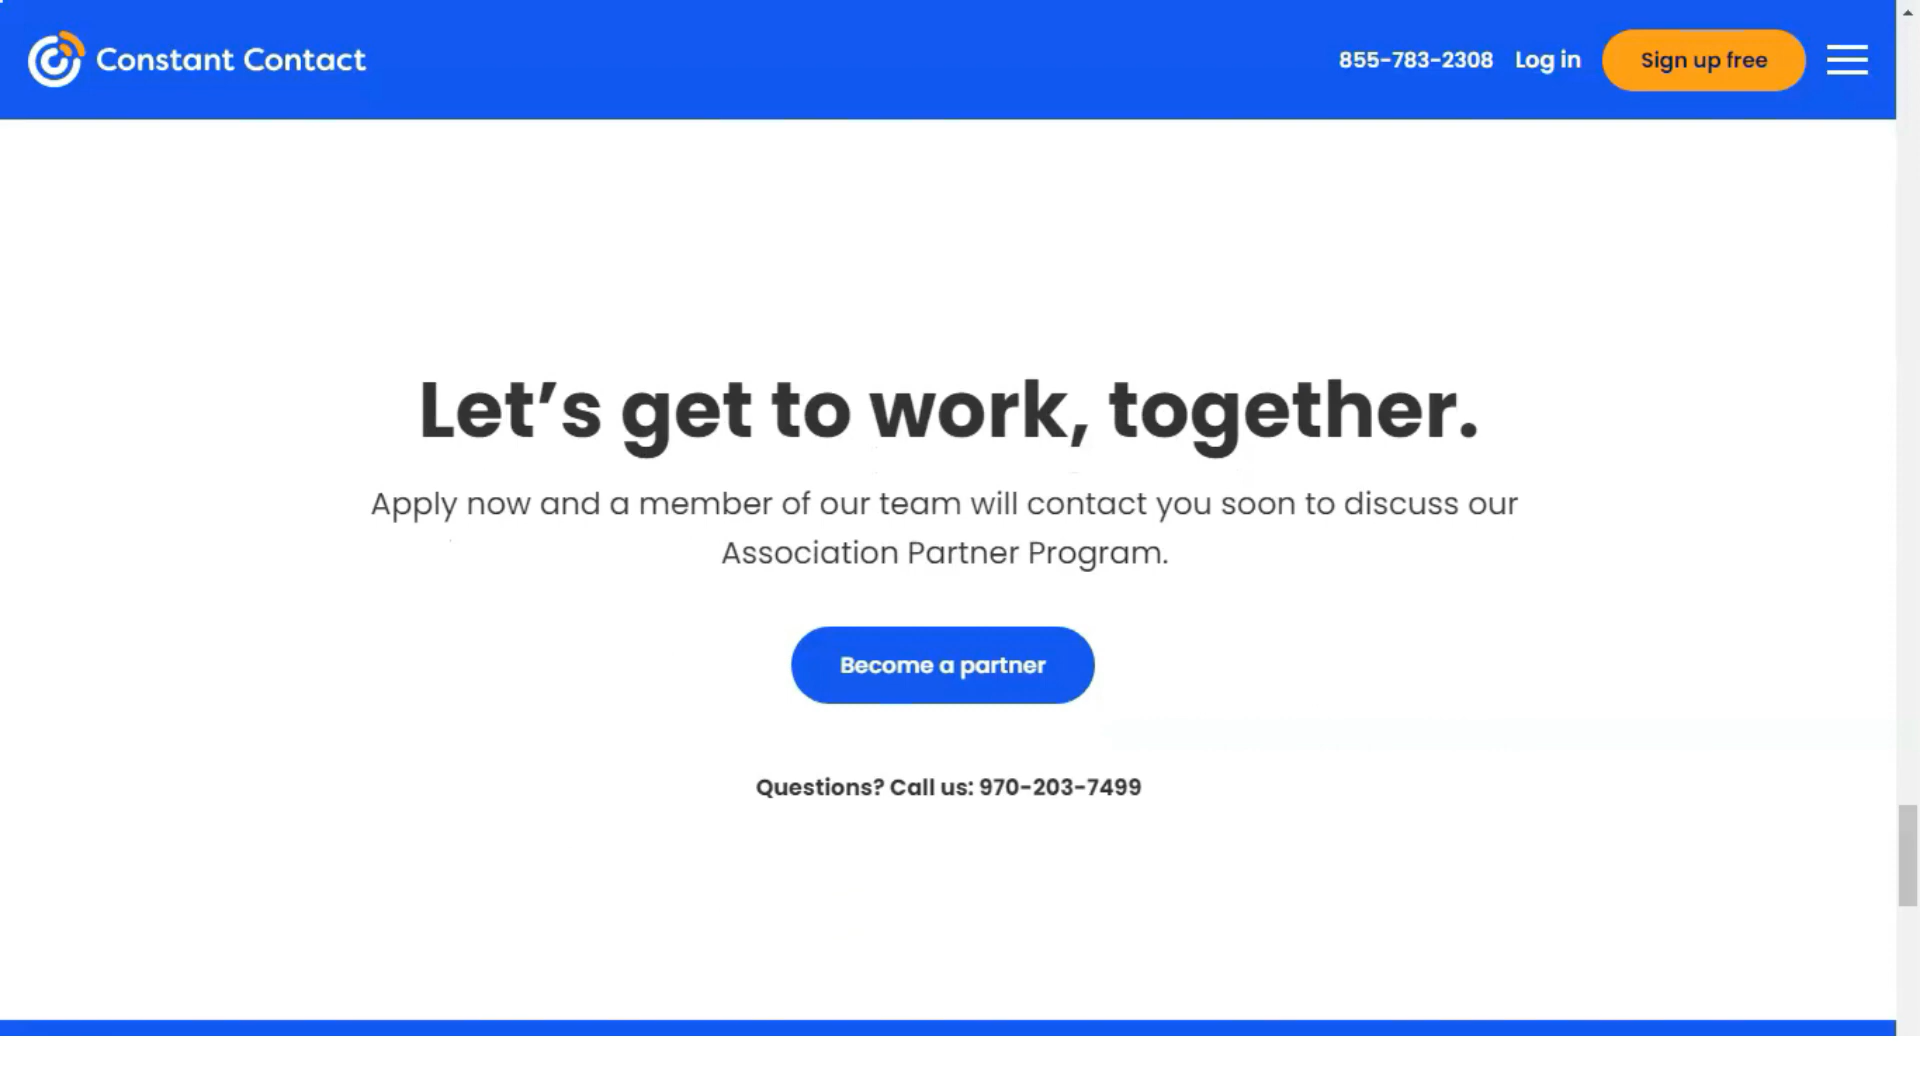 Constant Contact
855-783-2308 Log in Sign up free
Let’s get to work, together.
Apply now and a member of our team will contact you soon to discuss our
Association Partner Program.
Become a partner
Questions? Call us: 970-203-7499